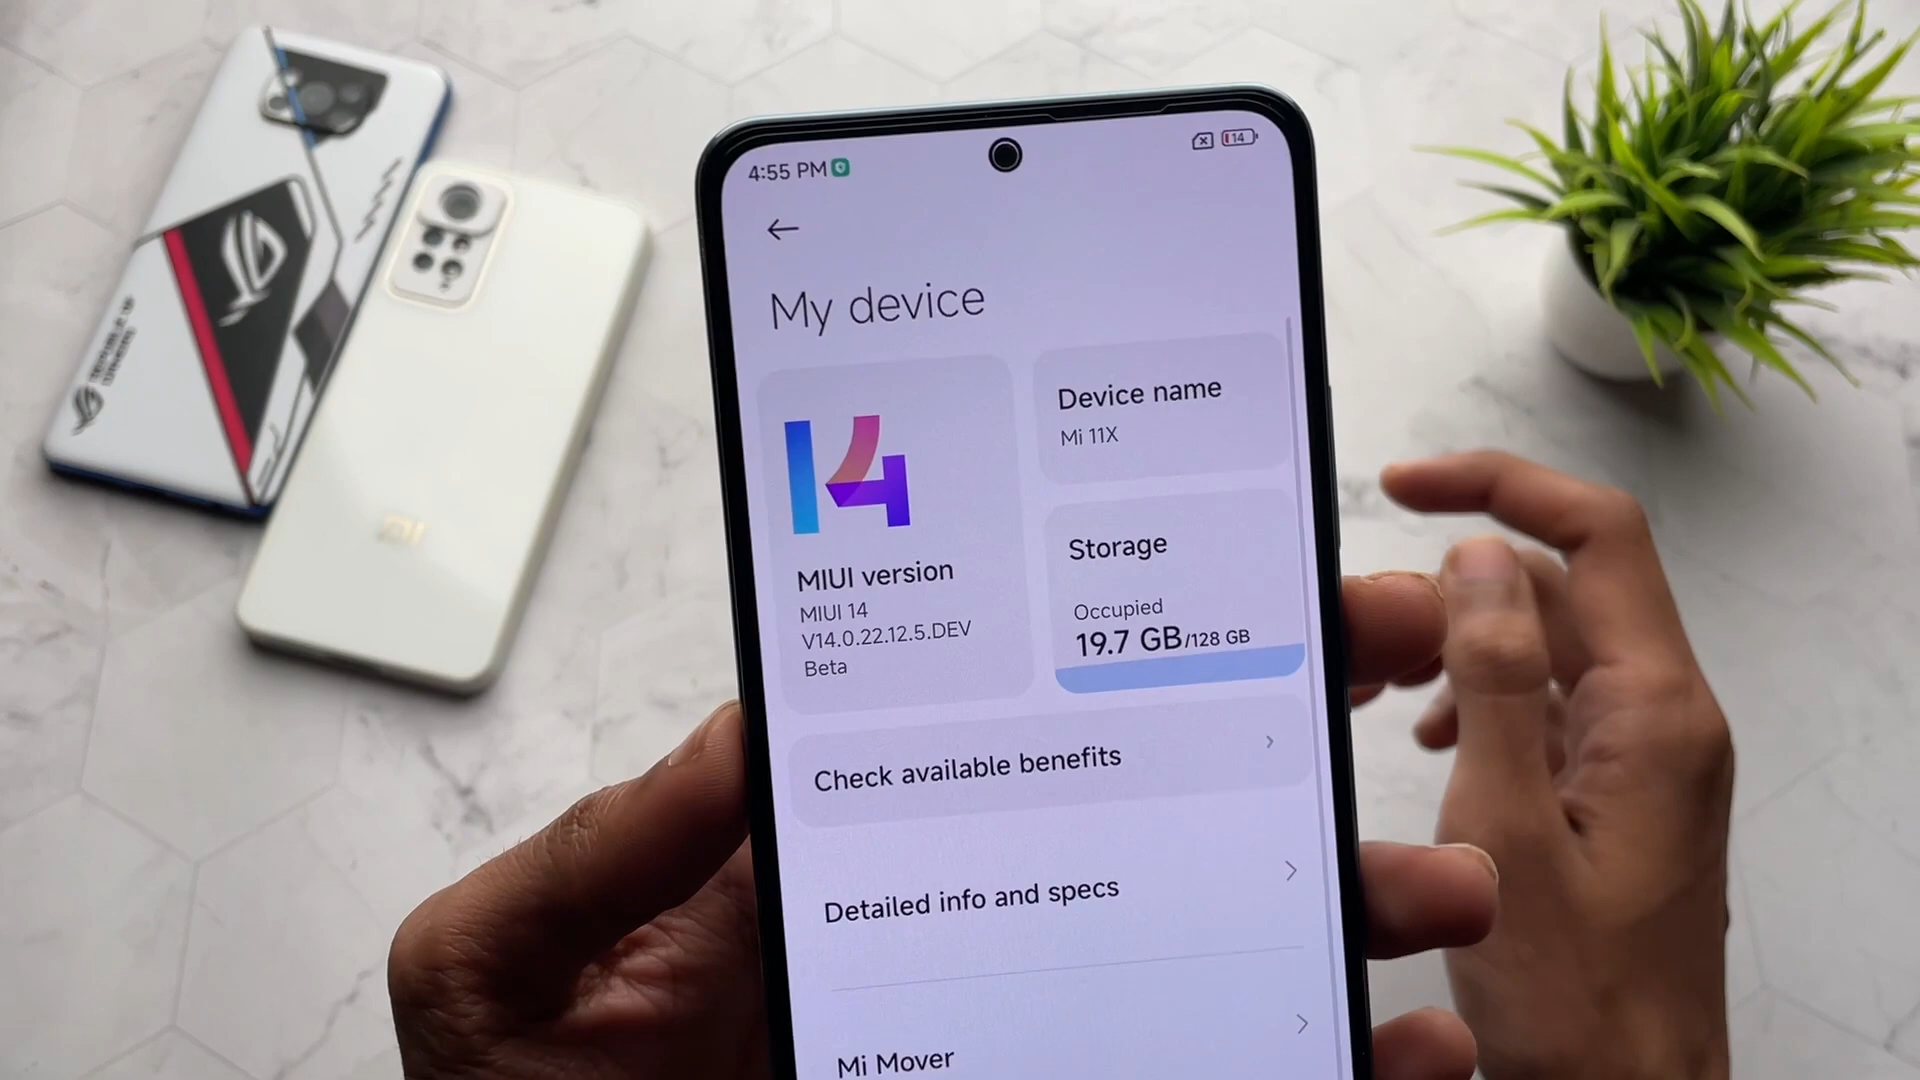 4:55 PM
14
My device
14
MIUI version
MIUI 14
V14.0.22.12.5.DEV
Beta
Device name
Mi 11X
Storage
Occupied
19.7 GB/128 GB
Check available benefits
Detailed info and specs
Mi Mover